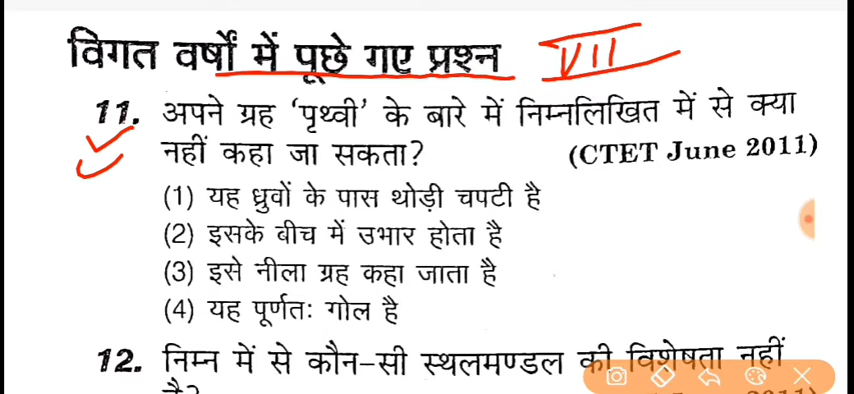 विगत वर्षों में पूछे गए प्रश्न VII
11. अपने ग्रह ‘पृथ्वी’ के बारे में निम्नलिखित में से क्या
नहीं कहा जा सकता? (CTET June 2011)
(1) यह ध्रुवों के पास थोड़ी चपटी है
(2) इसके बीच में उभार होता है
(3) इसे नीला ग्रह कहा जाता है
(4) यह पूर्णतः गोल है
12. निम्न में से कौन-सी स्थलमण्डल की विशेषता नहीं
है?